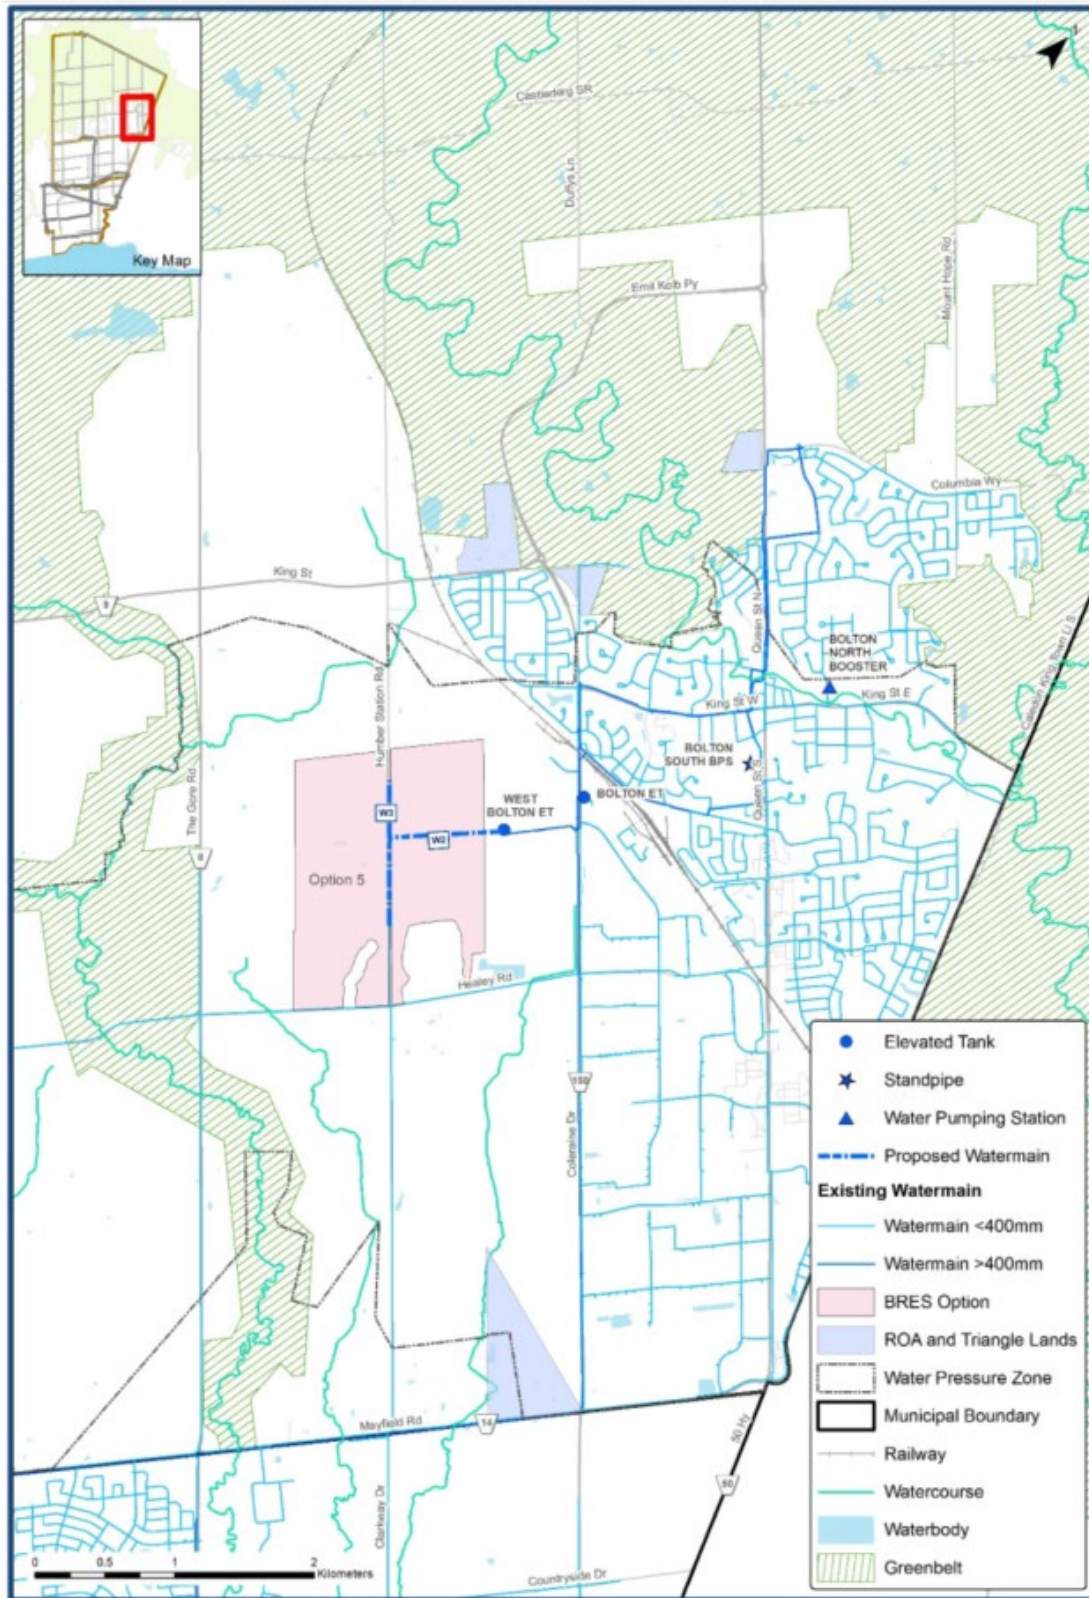 Key Map
Castlederg SR
Duffys Ln
Mount Hope Rd
Emil Kolb Py
Columbia Wy
King St
9
Queen St N
BOLTON
NORTH
BOOSTER
King St W
King St E
Caledon King Town Li S
Humber Station Rd
The Gore Rd
8
BOLTON
SOUTH BPS
Queen St S
WEST
BOLTON ET
BOLTON ET
W3
W2
Option 5
Healey Rd
150
Coleraine Dr
Mayfield Rd
14
Clarkway Dr
50 Hy
50
Countryside Dr
0 0.5 1 2
Kilometers
Elevated Tank
Standpipe
Water Pumping Station
Proposed Watermain
Existing Watermain
Watermain <400mm
Watermain >400mm
BRES Option
ROA and Triangle Lands
Water Pressure Zone
Municipal Boundary
Railway
Watercourse
Waterbody
Greenbelt